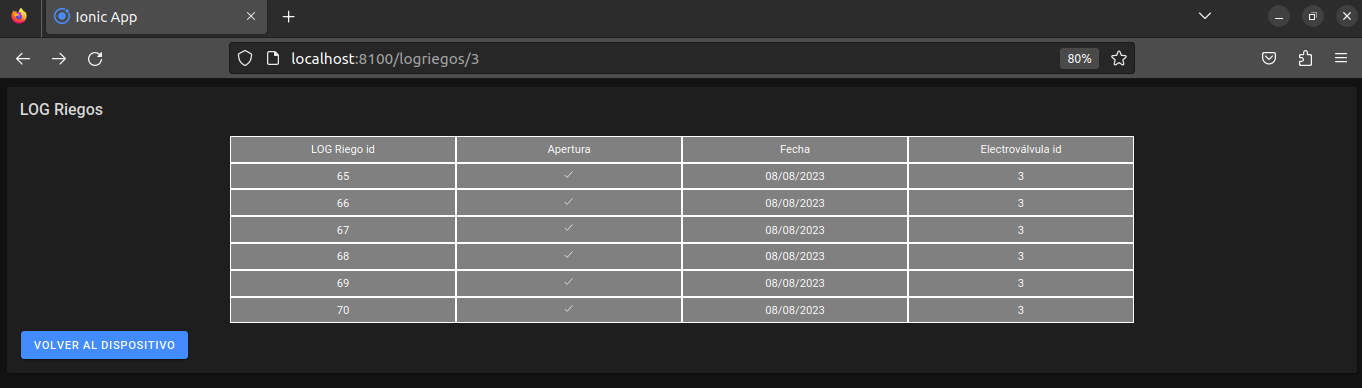 Ionic App
localhost:8100/logriegos/3
80%
LOG Riegos
LOG Riego id Apertura Fecha Electroválvula id
65 08/08/2023 3
66 08/08/2023 3
67 08/08/2023 3
68 08/08/2023 3
69 08/08/2023 3
70 08/08/2023 3
VOLVER AL DISPOSITIVO